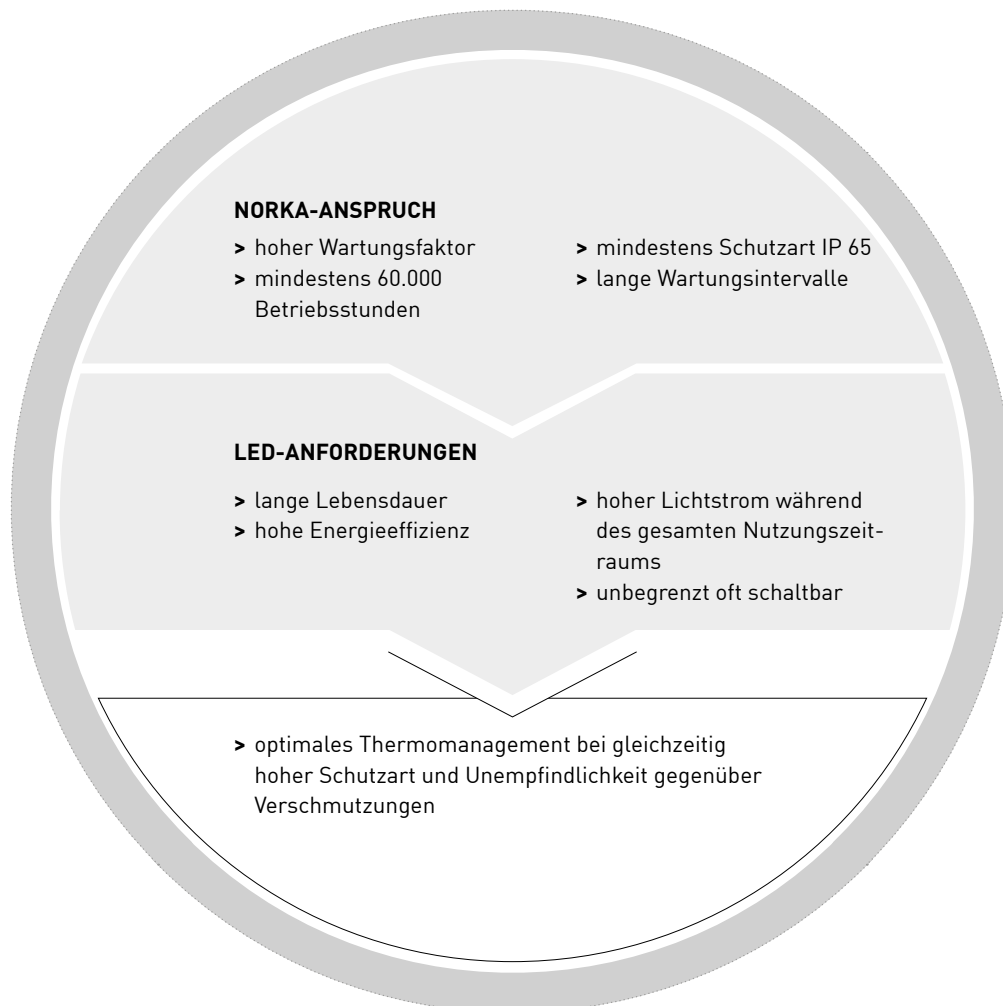 NORKA-ANSPRUCH
> hoher Wartungsfaktor
> mindestens 60.000
Betriebsstunden
> mindestens Schutzart IP 65
> lange Wartungsintervalle
LED-ANFORDERUNGEN
> lange Lebensdauer
> hohe Energieeffizienz
> hoher Lichtstrom während
des gesamten Nutzungszeit-
raums
> unbegrenzt oft schaltbar
> optimales Thermomanagement bei gleichzeitig
hoher Schutzart und Unempfindlichkeit gegenüber
Verschmutzungen